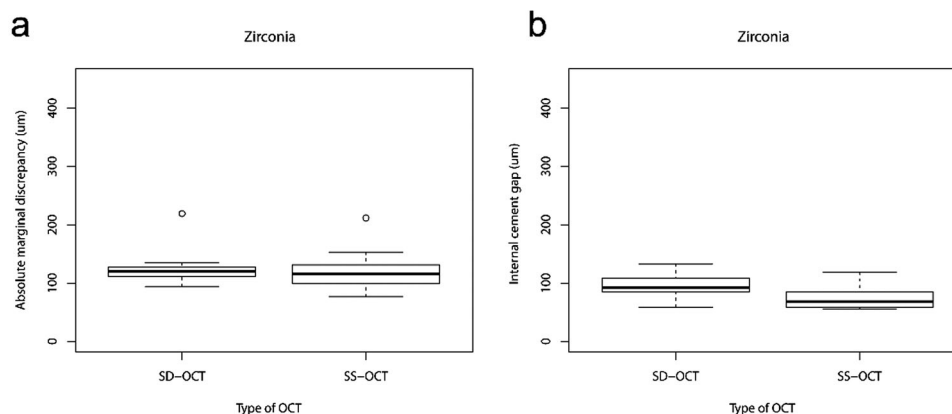 a
Zirconia
Absolute marginal discrepancy (um)
400
300
200
100
0
SD-OCT SS-OCT
Type of OCT
b
Zirconia
Internal cement gap (um)
400
300
200
100
0
SD-OCT SS-OCT
Type of OCT